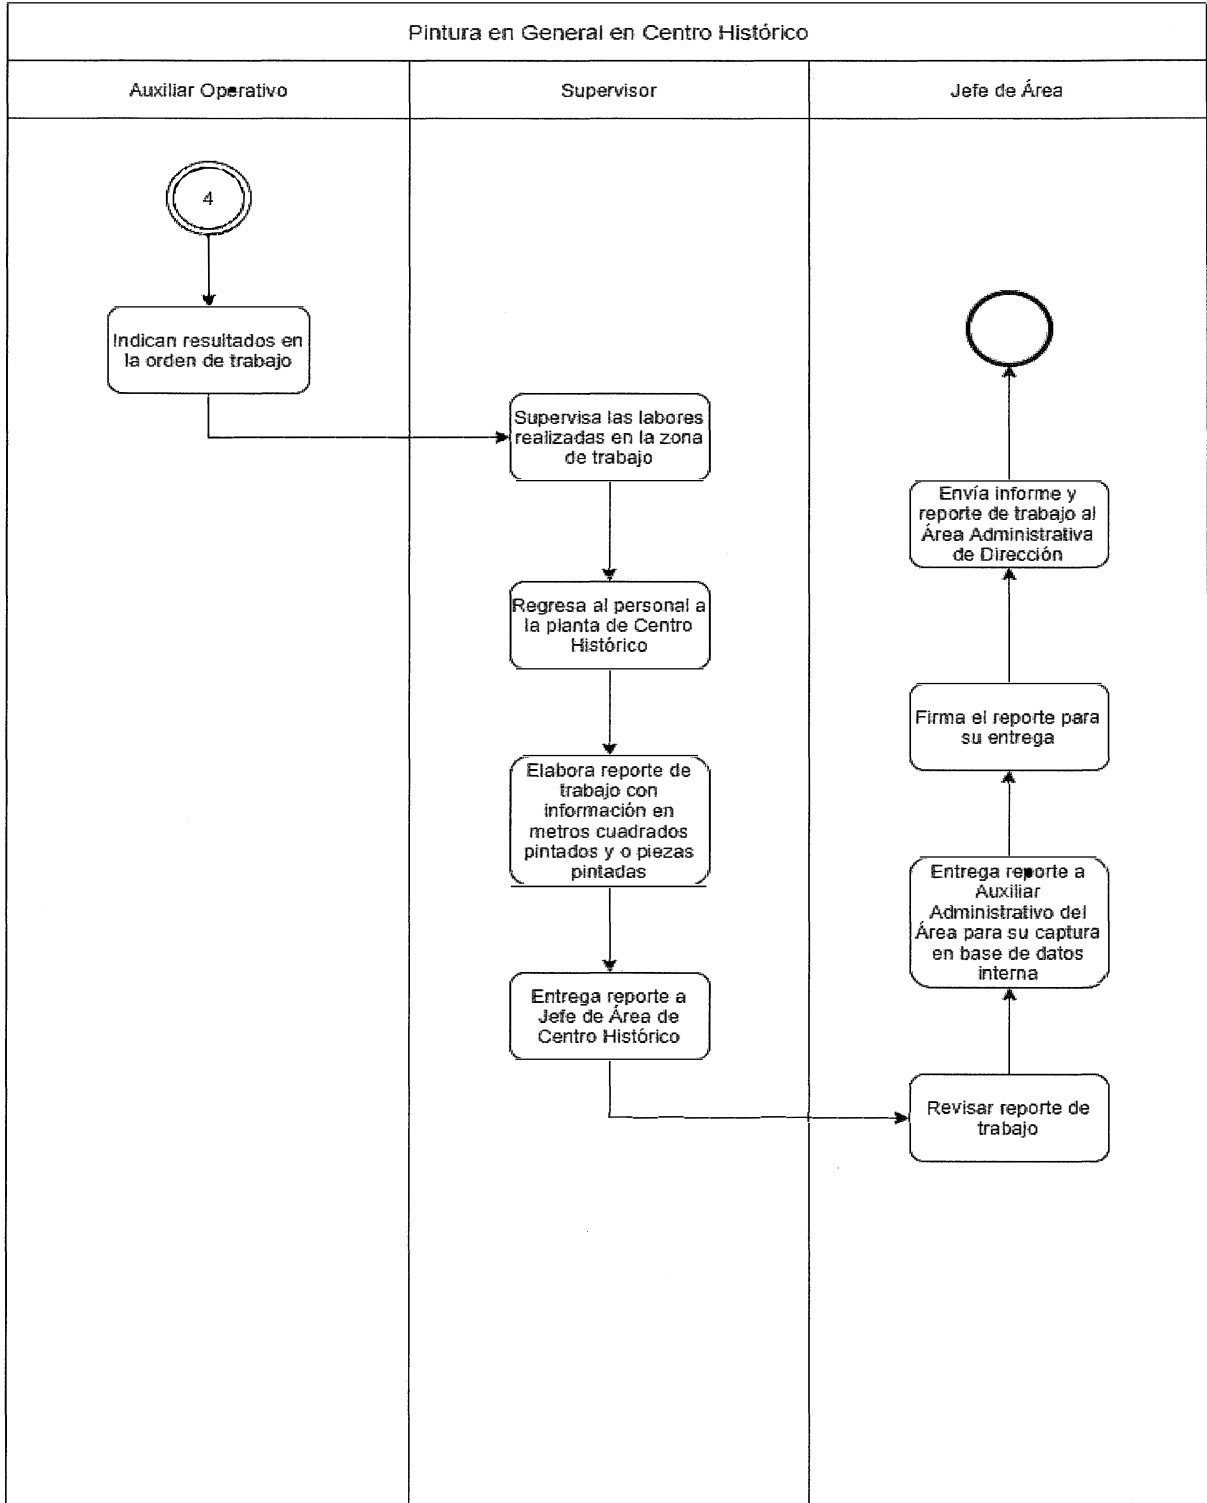 Pintura en General en Centro Histórico
Auxiliar Operativo
Supervisor
Jefe de Área
4
Indican resultados en
la orden de trabajo
Supervisa las labores
realizadas en la zona
de trabajo
Regresa al personal a
la planta de Centro
Histórico
Elabora reporte de
trabajo con
información en
metros cuadrados
pintados y o piezas
pintadas
Entrega reporte a
Jefe de Área de
Centro Histórico
Revisar reporte de
trabajo
Entrega reporte a
Auxiliar
Administrativo del
Área para su captura
en base de datos
interna
Firma el reporte para
su entrega
Envía informe y
reporte de trabajo al
Área Administrativa
de Dirección